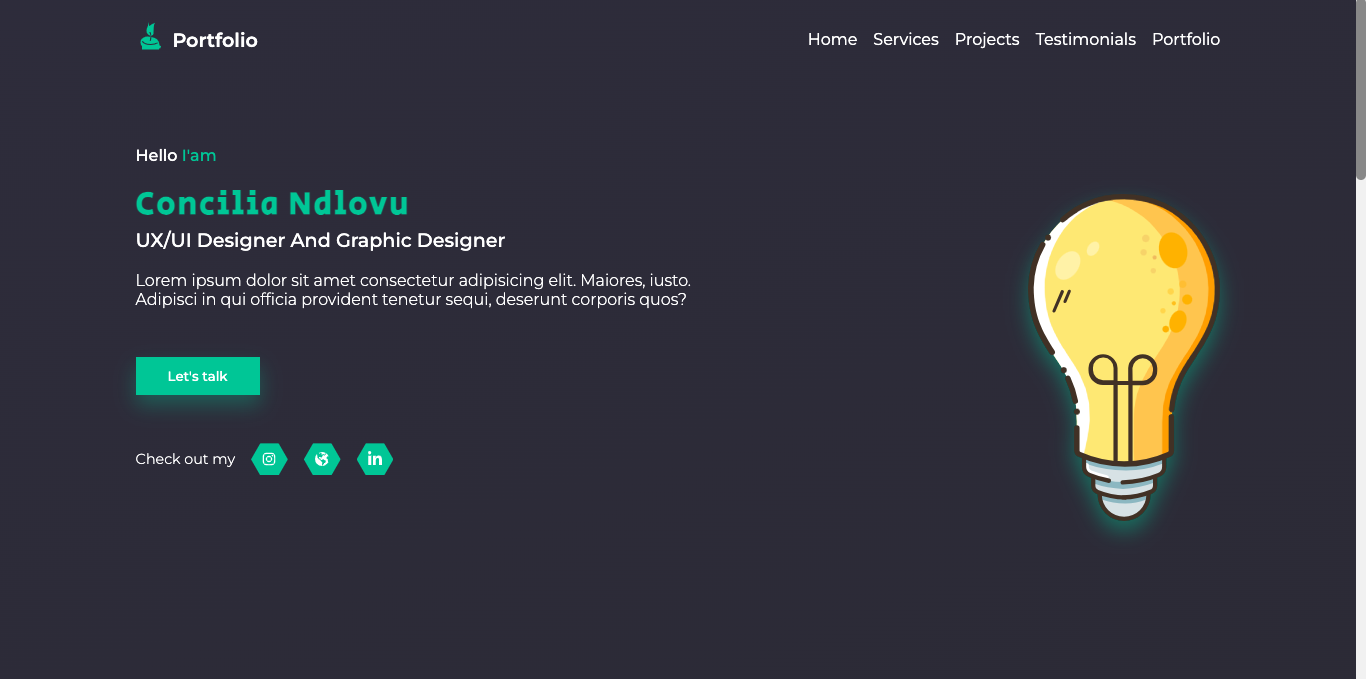 Portfolio
Home Services Projects Testimonials Portfolio
Hello I'am
Concilia Ndlovu
UX/UI Designer And Graphic Designer
Lorem ipsum dolor sit amet consectetur adipisicing elit. Maiores, iusto.
Adipisci in qui officia provident tenetur sequi, deserunt corporis quos?
Let's talk
Check out my
in